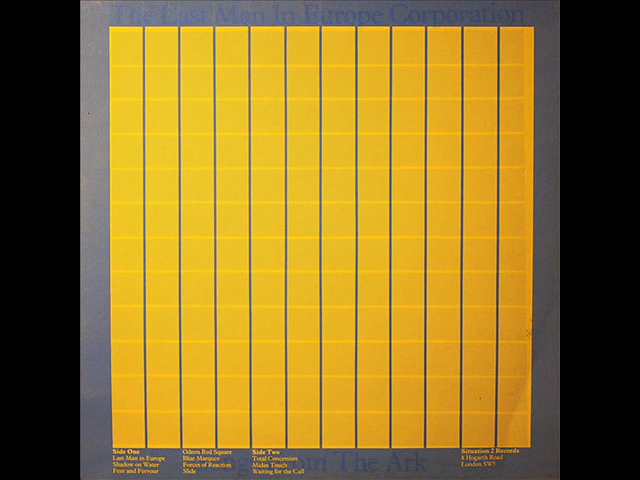 The Last Man In Europe Corporation
Side One
Last Man in Europe
Shadow on Water
Fear and Fervour
Odeon Red Square
Blue Marquee
Forces of Reaction
Slide
Side Two
Total Concession
Midas Touch
Waiting for the Call
Situation 2 Records
8 Hogarth Road
London SW5
From The Ark